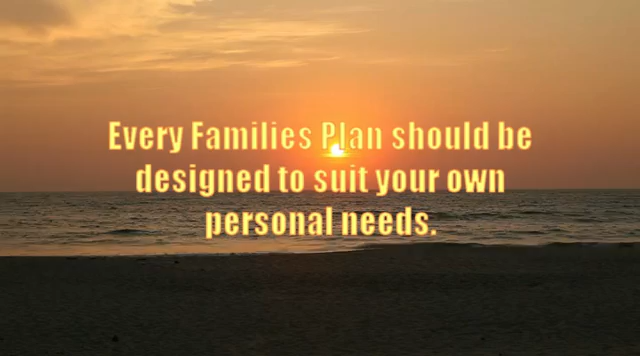 Every Families Plan should be
designed to suit your own
personal needs.